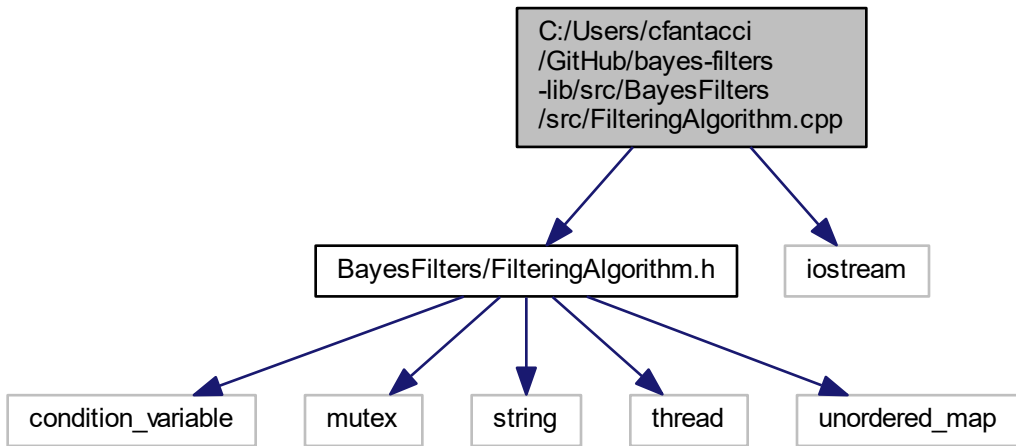 C:/Users/cfantacci
/GitHub/bayes-filters
-lib/src/BayesFilters
/src/FilteringAlgorithm.cpp
BayesFilters/FilteringAlgorithm.h
iostream
condition_variable
mutex
string
thread
unordered_map